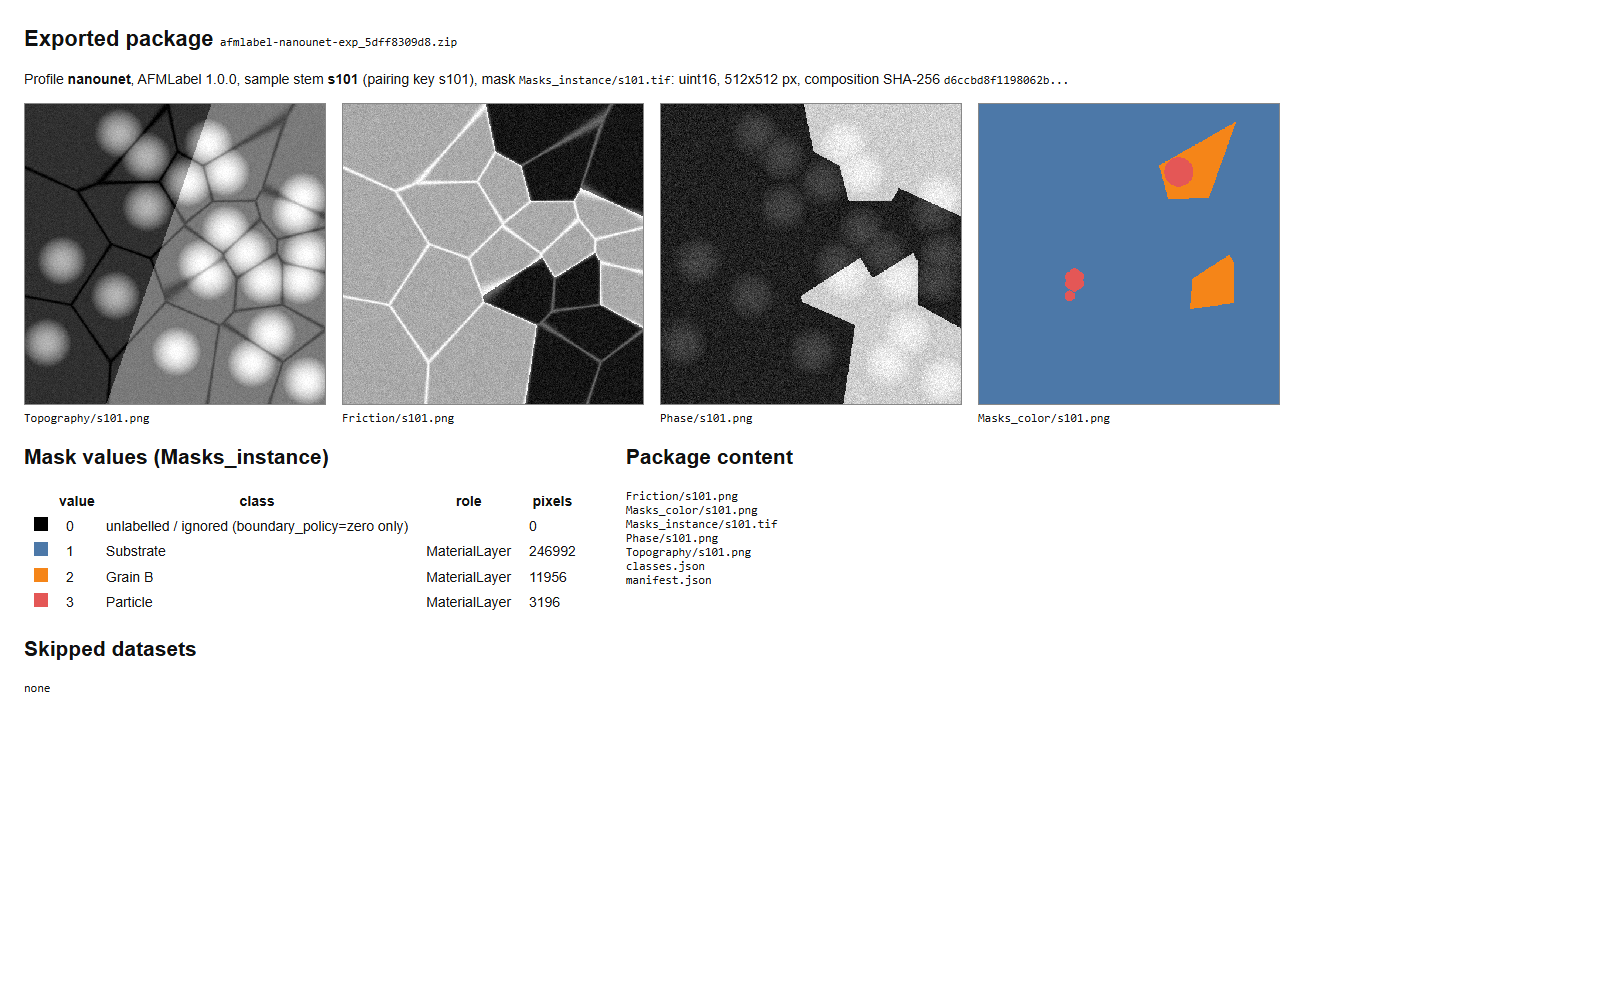 Exported package afmlabel-nanounet-exp_5dff8309d8.zip
Profile nanounet, AFMLabel 1.0.0, sample stem s101 (pairing key s101), mask Masks_instance/s101.tif: uint16, 512x512 px, composition SHA-256 d6ccbd8f1198062b...
Topography/s101.png
Friction/s101.png
Phase/s101.png
Masks_color/s101.png
Mask values (Masks_instance)
value class role pixels
0 unlabelled / ignored (boundary_policy=zero only) 0
1 Substrate MaterialLayer 246992
2 Grain B MaterialLayer 11956
3 Particle MaterialLayer 3196
Package content
Friction/s101.png
Masks_color/s101.png
Masks_instance/s101.tif
Phase/s101.png
Topography/s101.png
classes.json
manifest.json
Skipped datasets
none